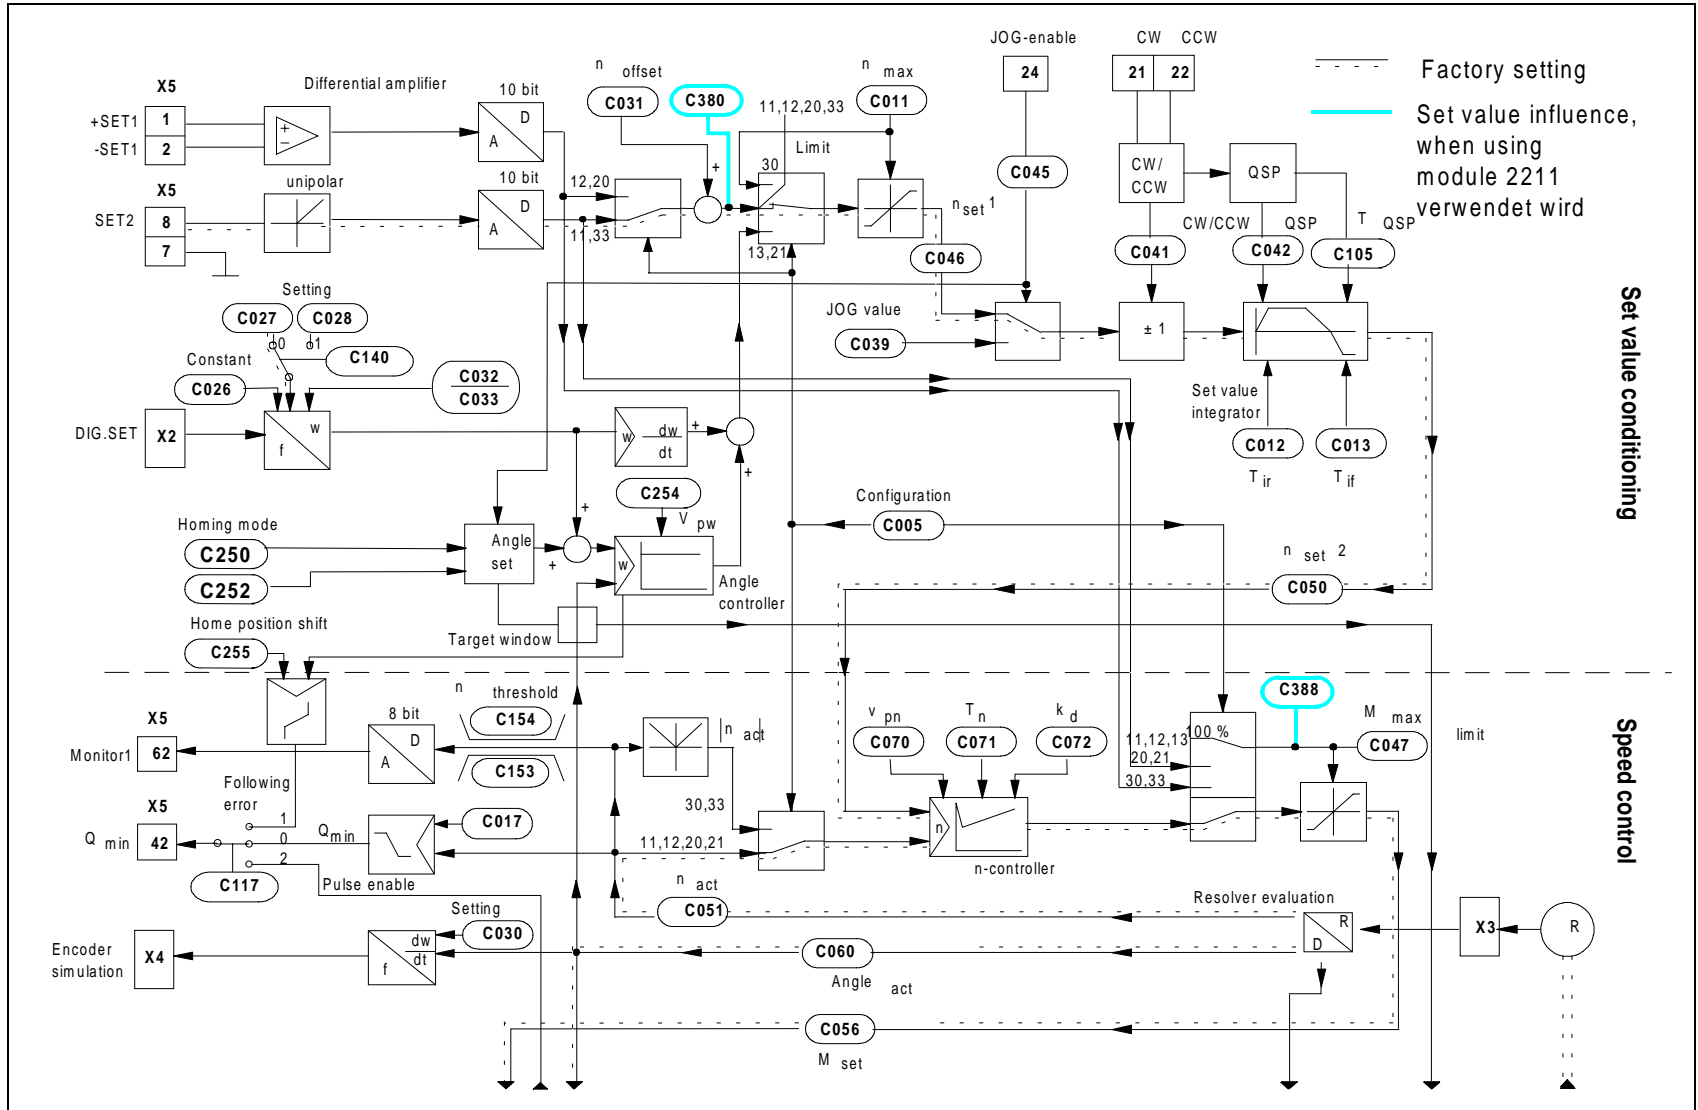 JOG-enable
CW CCW
24
21 22
Factory setting
Set value influence,
when using
module 2211
verwendet wird
X5
Differential amplifier
10 bit
n offset
C031
C380
11,12,20,33
n max
C011
+SET1
1
-SET1
2
D
A
+
-
Limit
30
+
C045
CW/
CCW
QSP
X5
unipolar
10 bit
12,20
SET2
8
7
D
A
11,33
13,21
n set 1
C046
CW/CCW
QSP
T QSP
C041
C042
C105
Setting
C027
C028
0
1
C140
Constant
C026
C032
C033
JOG value
C039
± 1
DIG.SET
X2
w
f
w
dw
dt
+
+
Set value
integrator
C012
C013
T ir
T if
Set value conditioning
C254
V pw
+
Configuration
C005
Homing mode
C250
C252
Angle
set
+
w
Angle
controller
n set 2
C050
Home position shift
C255
Target window
n threshold
C154
C153
X5
8 bit
Monitor1
62
D
A
|n act|
V pn
T n
k d
C070
C071
C072
C388
M max
C047
limit
11,12,13
100 %
20,21
30,33
Following
error
X5
1
0
2
Q min
42
Q min
C017
30,33
11,12,20,21
n
n-controller
C117
Pulse enable
Speed control
n act
C051
Resolver evaluation
R
D
X3
R
Setting
C030
Encoder
simulation
X4
dw
dt
f
C060
Angle act
C056
M set